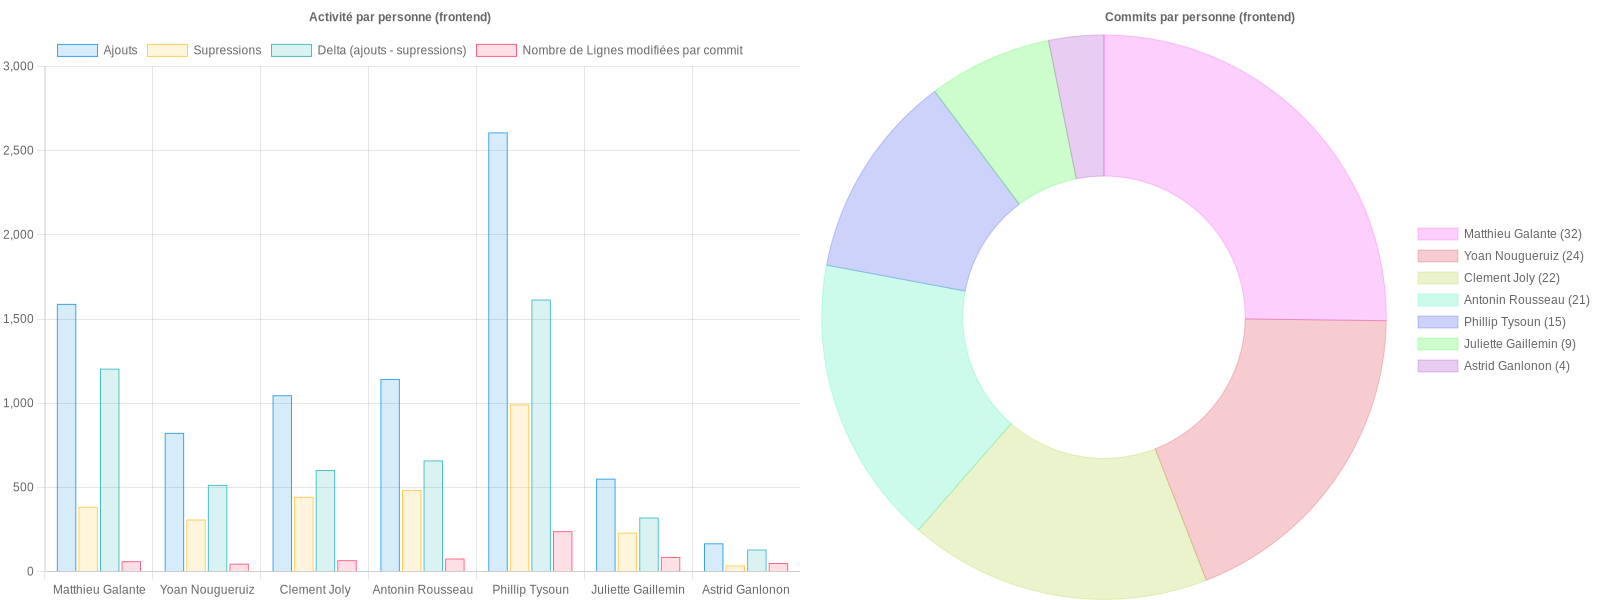 Activité par personne (frontend)
Ajouts
Supressions
Delta (ajouts - supressions)
Nombre de Lignes modifiées par commit
3,000
2,500
2,000
1,500
1,000
500
0
Matthieu Galante
Yoan Nougueruiz
Clement Joly
Antonin Rousseau
Phillip Tysoun
Juliette Gaillemin
Astrid Ganlonon
Commits par personne (frontend)
Matthieu Galante (32)
Yoan Nougueruiz (24)
Clement Joly (22)
Antonin Rousseau (21)
Phillip Tysoun (15)
Juliette Gaillemin (9)
Astrid Ganlonon (4)